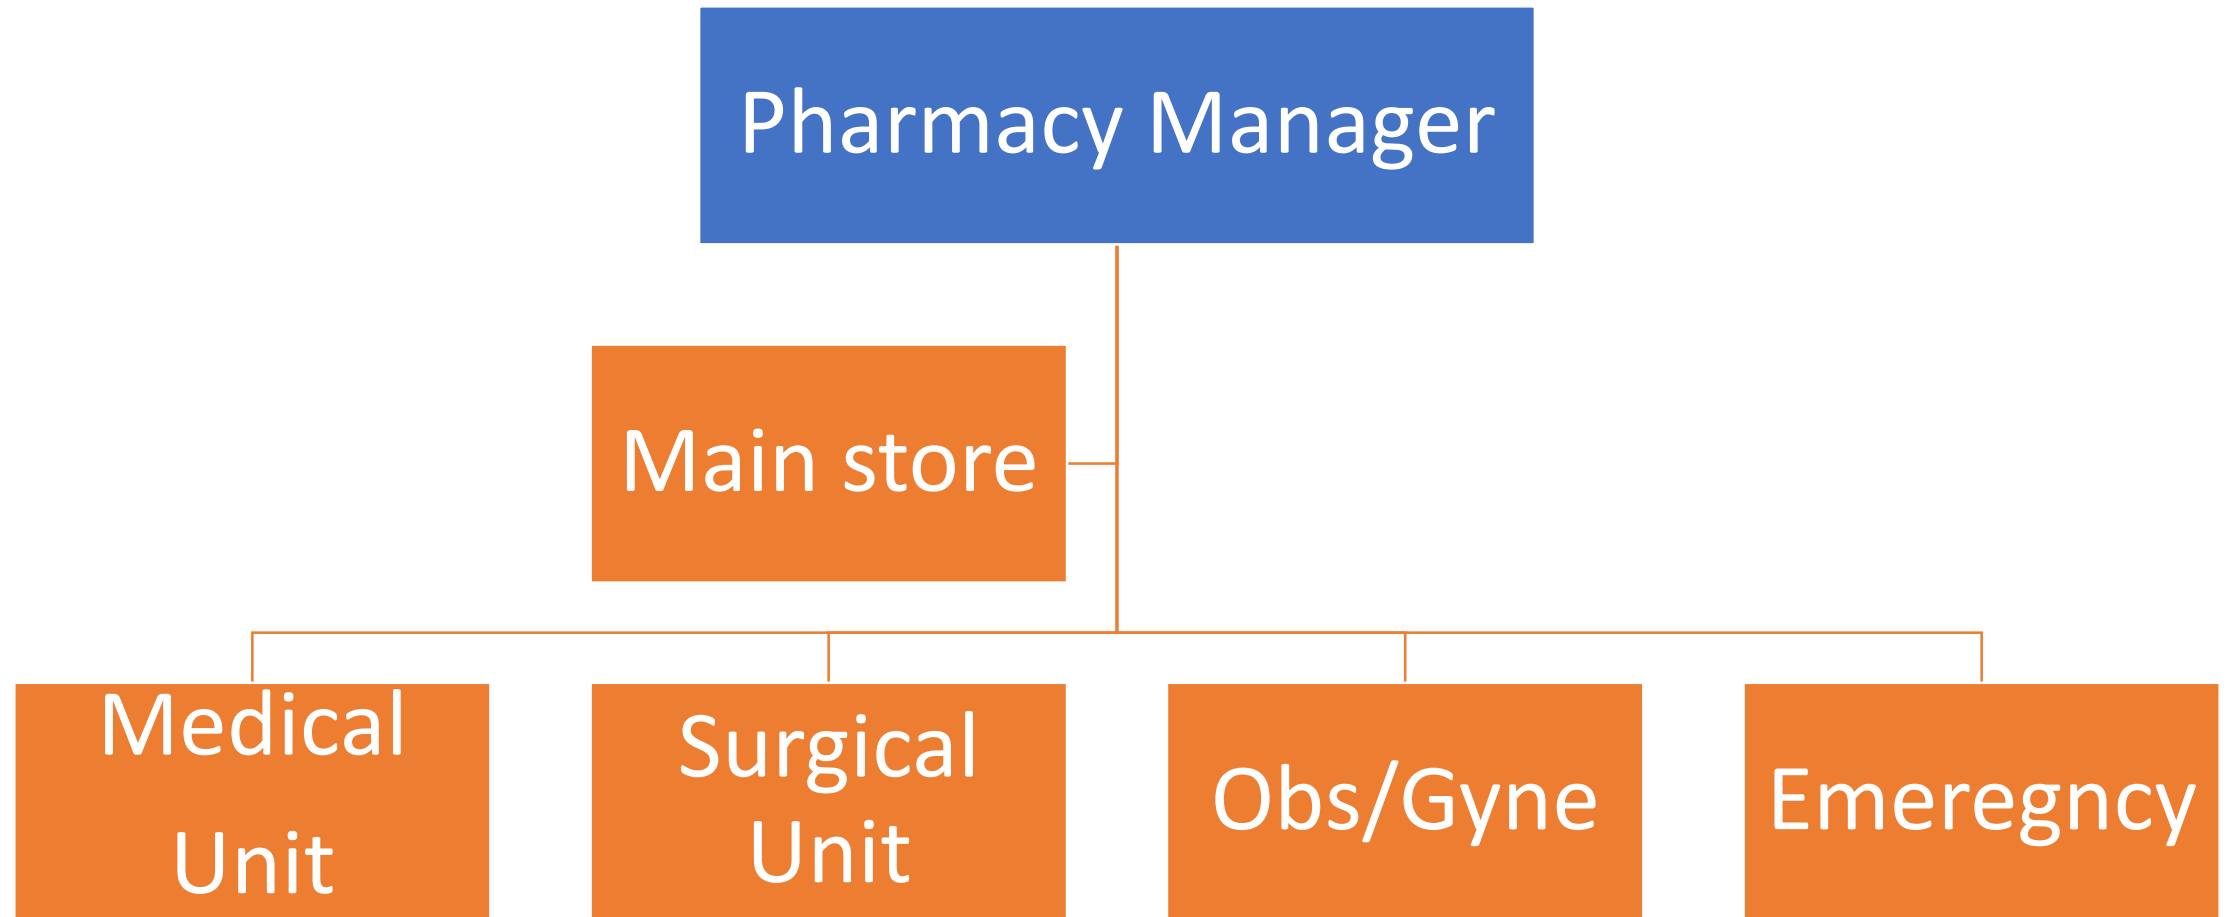 Pharmacy Manager
Main store
Medical
Unit
Surgical
Unit
Obs/Gyne
Emeregncy